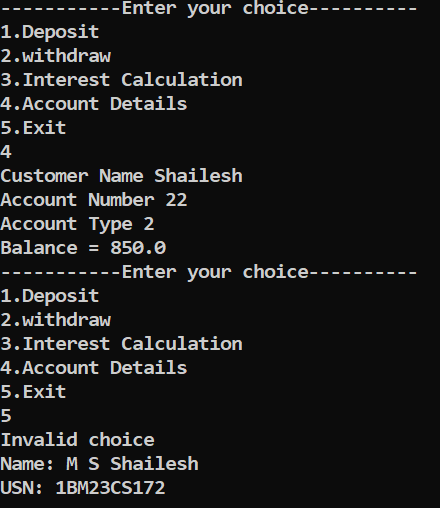 -----------Enter your choice----------
1.Deposit
2.withdraw
3.Interest Calculation
4.Account Details
5.Exit
4
Customer Name Shailesh
Account Number 22
Account Type 2
Balance = 850.0
-----------Enter your choice----------
1.Deposit
2.withdraw
3.Interest Calculation
4.Account Details
5.Exit
5
Invalid choice
Name: M S Shailesh
USN: 1BM23CS172